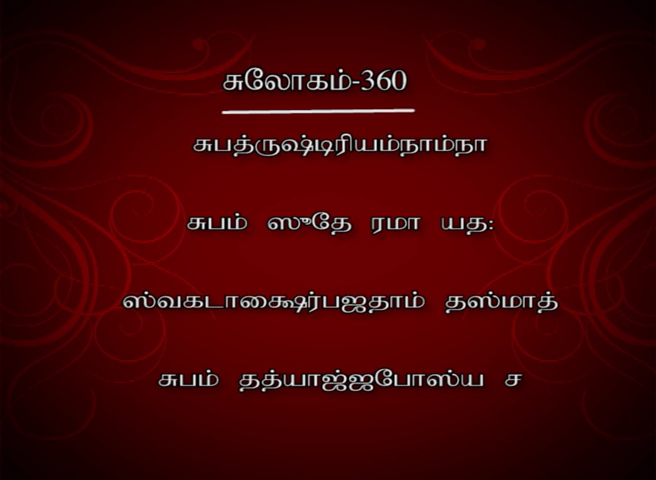 சுலோகம்-360
சுபத்ருஷ்டிரியம்நாம்நா
சுபம் ஸுதே ரமா யத:
ஸ்வகடாக்ஷைர்பஜதாம் தஸ்மாத்
சுபம் தத்யாஜ்ஜபோஸ்ய ச